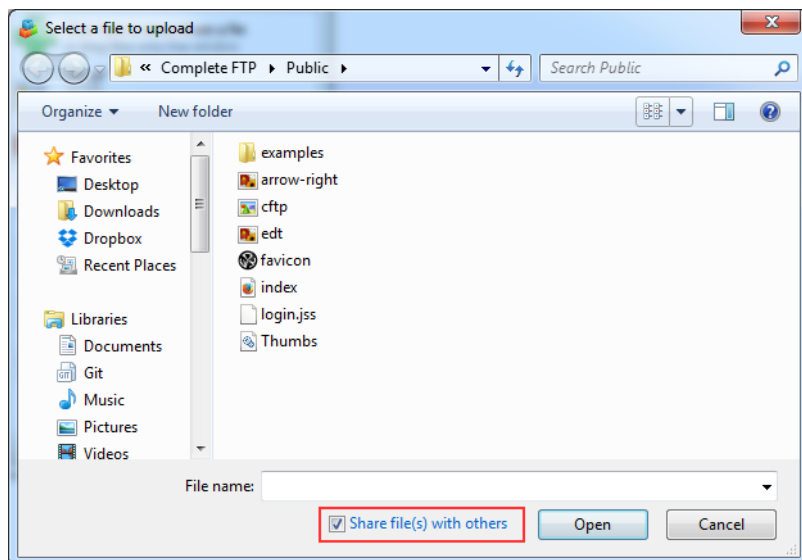 Select a file to upload
« Complete FTP Public
Search Public
Organize
New folder
Favorites
Desktop
Downloads
Dropbox
Recent Places
Libraries
Documents
Git
Music
Pictures
Videos
examples
arrow-right
cftp
edt
favicon
index
login.jss
Thumbs
File name:
Share file(s) with others
Open
Cancel